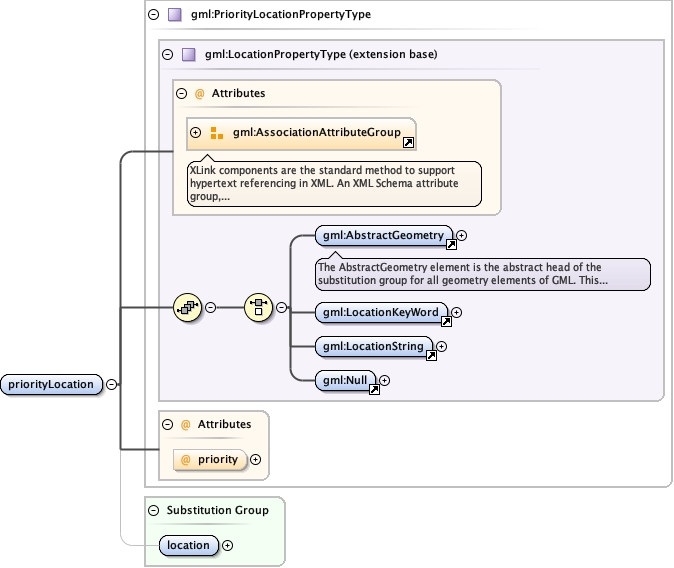 gml:PriorityLocationPropertyType
gml:LocationPropertyType (extension base)
@ Attributes
gml:AssociationAttributeGroup
XLink components are the standard method to support
hypertext referencing in XML. An XML Schema attribute
group,...
gml:AbstractGeometry
The AbstractGeometry element is the abstract head of the
substitution group for all geometry elements of GML. This...
gml:LocationKeyWord
gml:LocationString
gml:Null
priorityLocation
@ Attributes
@ priority
Substitution Group
location